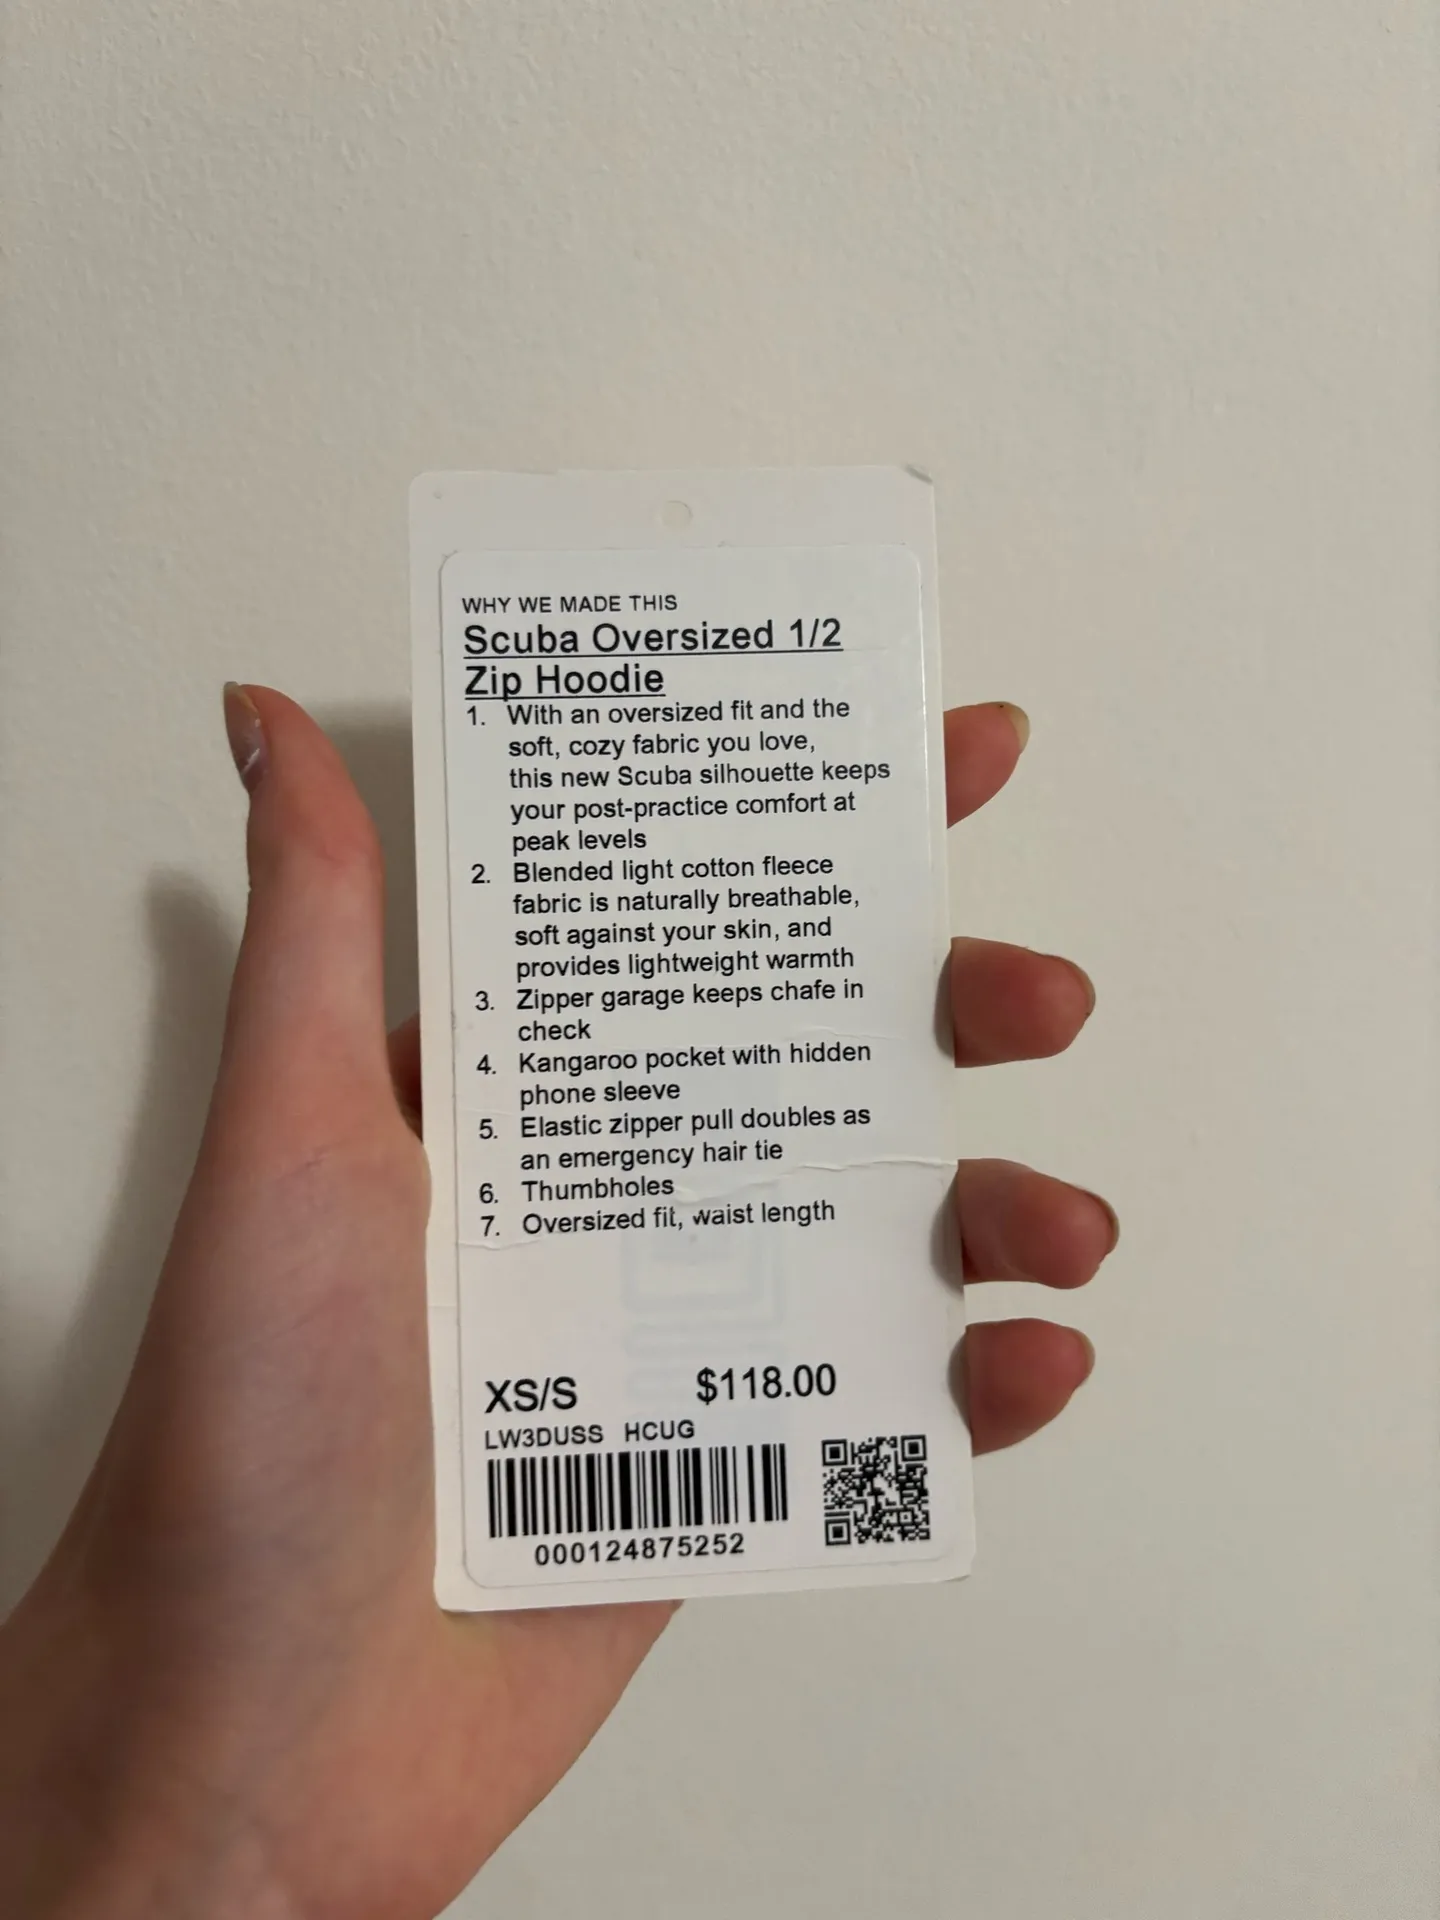 WHY WE MADE THIS
Scuba Oversized 1/2
Zip Hoodie
1. With an oversized fit and the
soft, cozy fabric you love,
this new Scuba silhouette keeps
your post-practice comfort at
peak levels
2. Blended light cotton fleece
fabric is naturally breathable,
soft against your skin, and
provides lightweight warmth
3. Zipper garage keeps chafe in
check
4. Kangaroo pocket with hidden
phone sleeve
5. Elastic zipper pull doubles as
an emergency hair tie
6. Thumbholes
7. Oversized fit, waist length
XS/S $118.00
LW3DUSS HCUG
000124875252